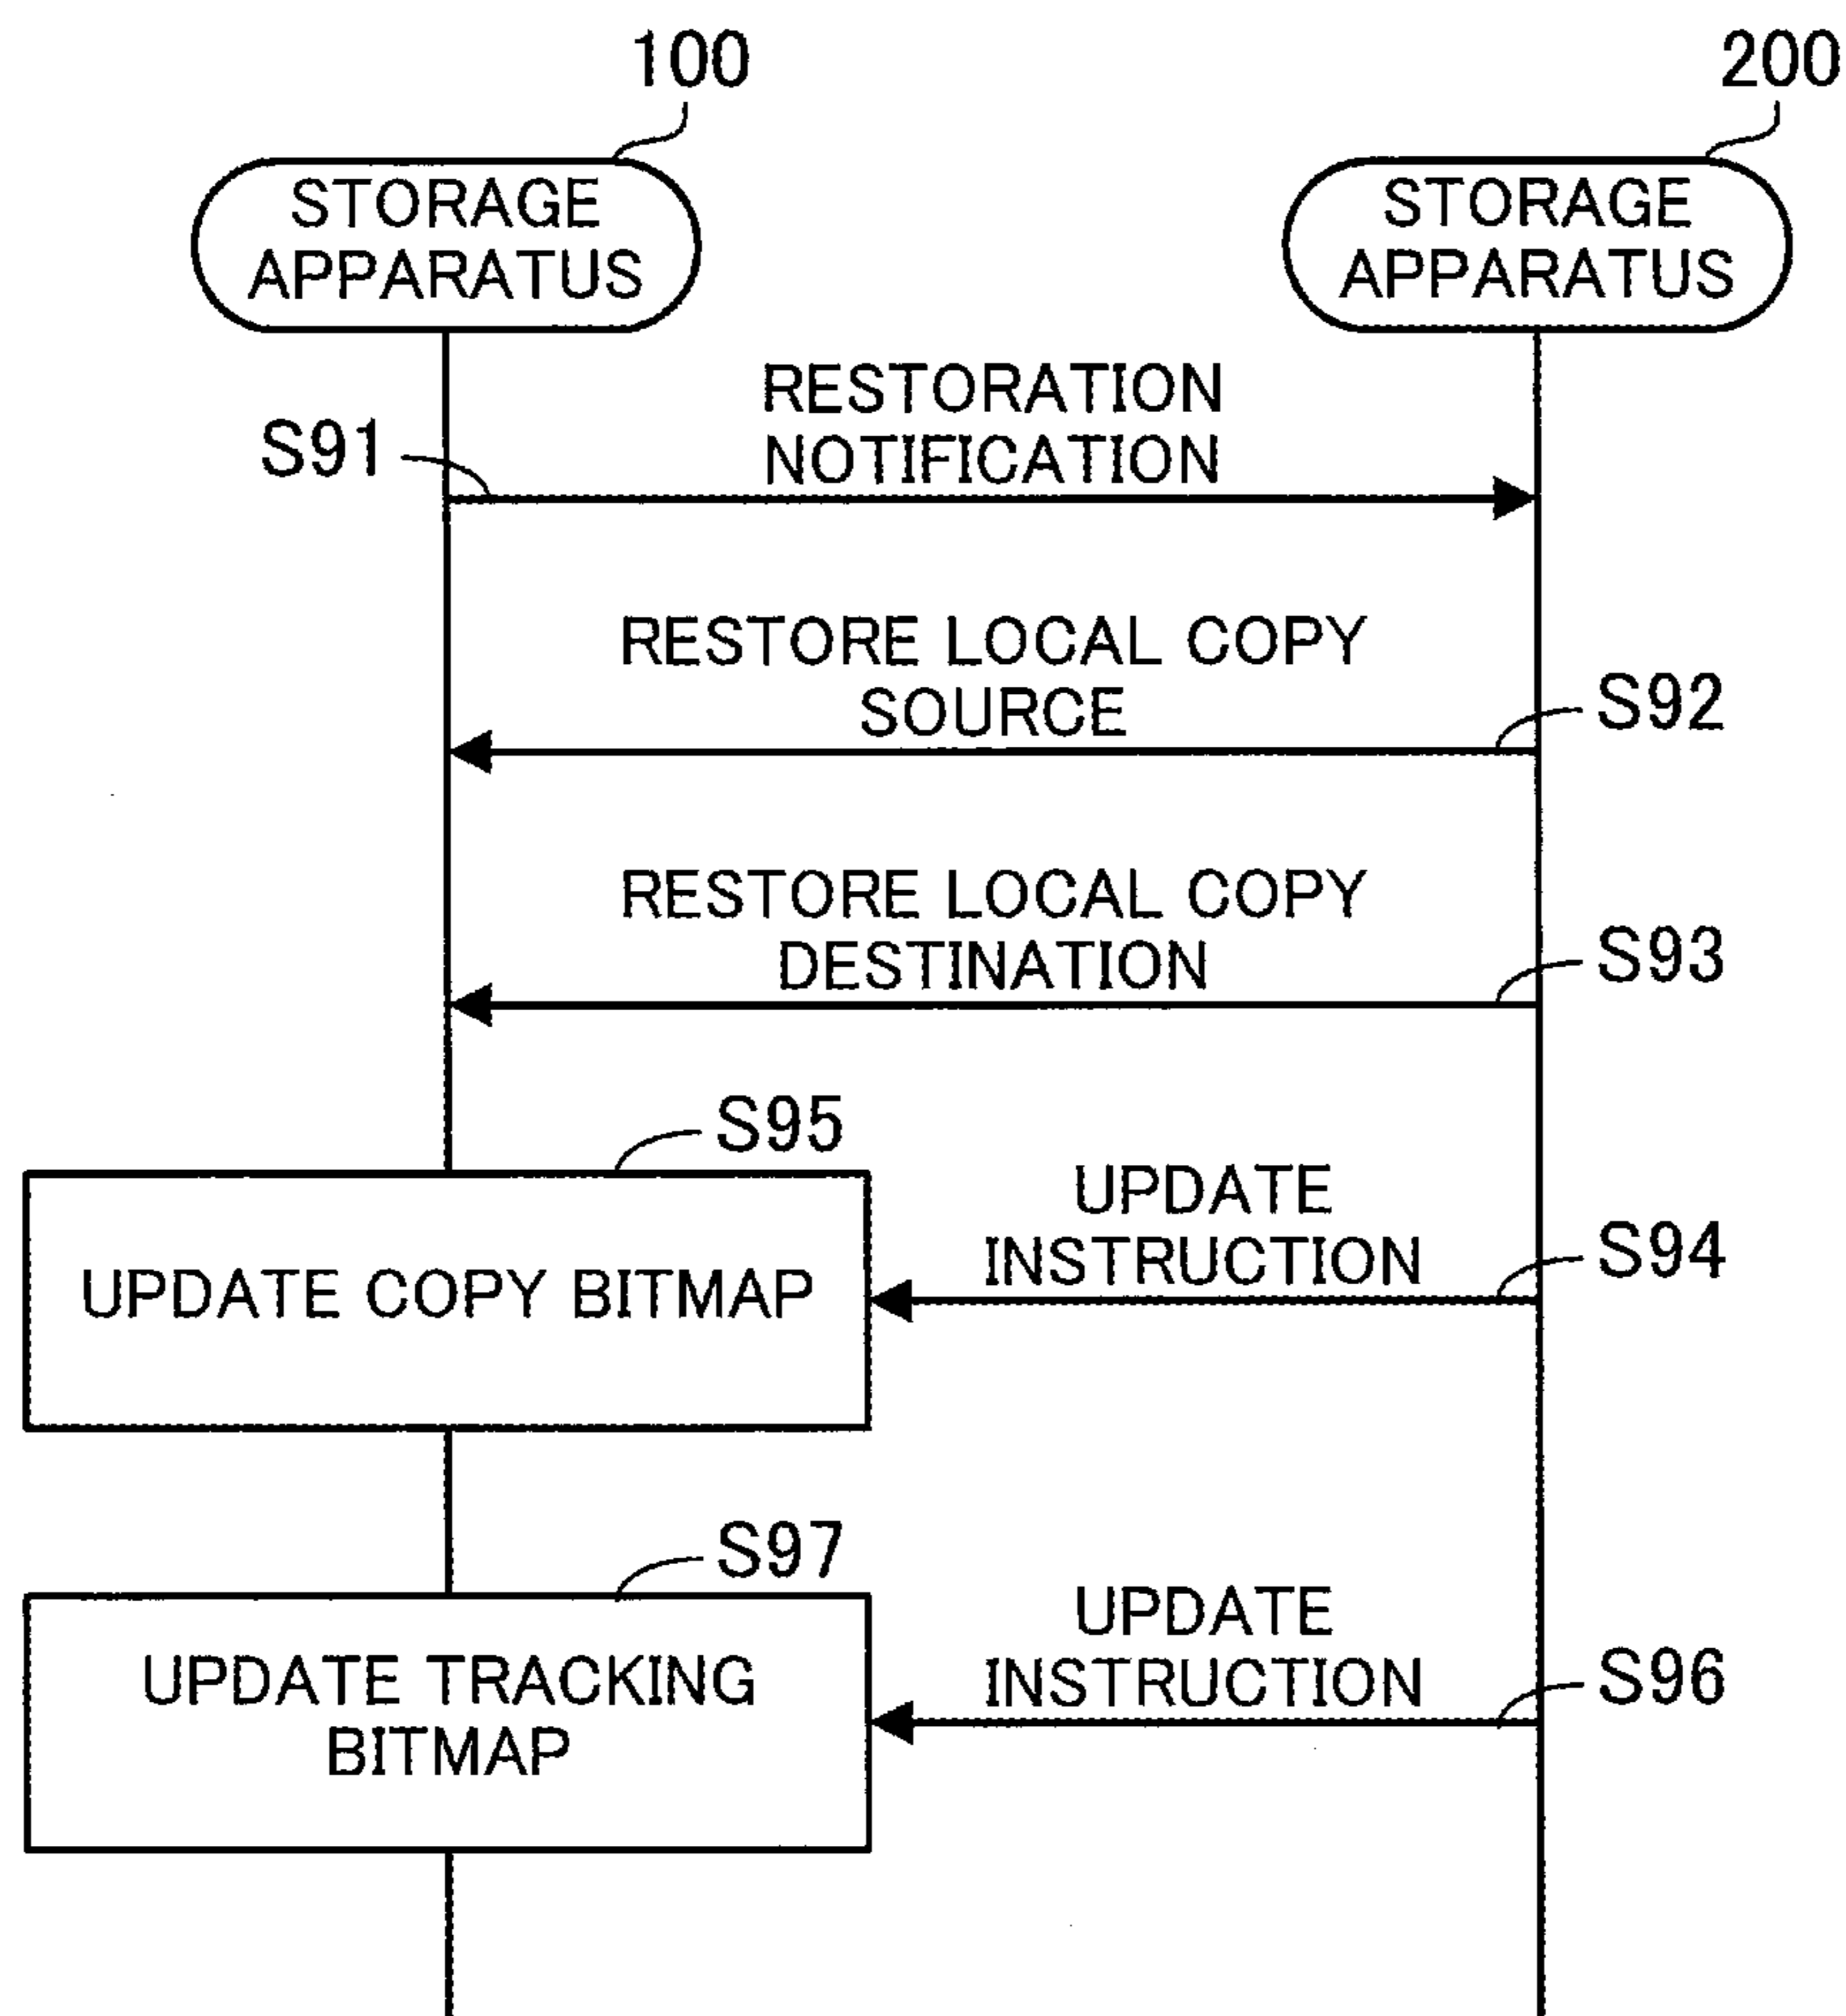 100
200
STORAGE
APPARATUS
STORAGE
APPARATUS
RESTORATION
NOTIFICATION
S91
RESTORE LOCAL COPY
SOURCE
S92
RESTORE LOCAL COPY
DESTINATION
S93
S95
UPDATE COPY BITMAP
UPDATE
INSTRUCTION
S94
S97
UPDATE TRACKING
BITMAP
UPDATE
INSTRUCTION
S96